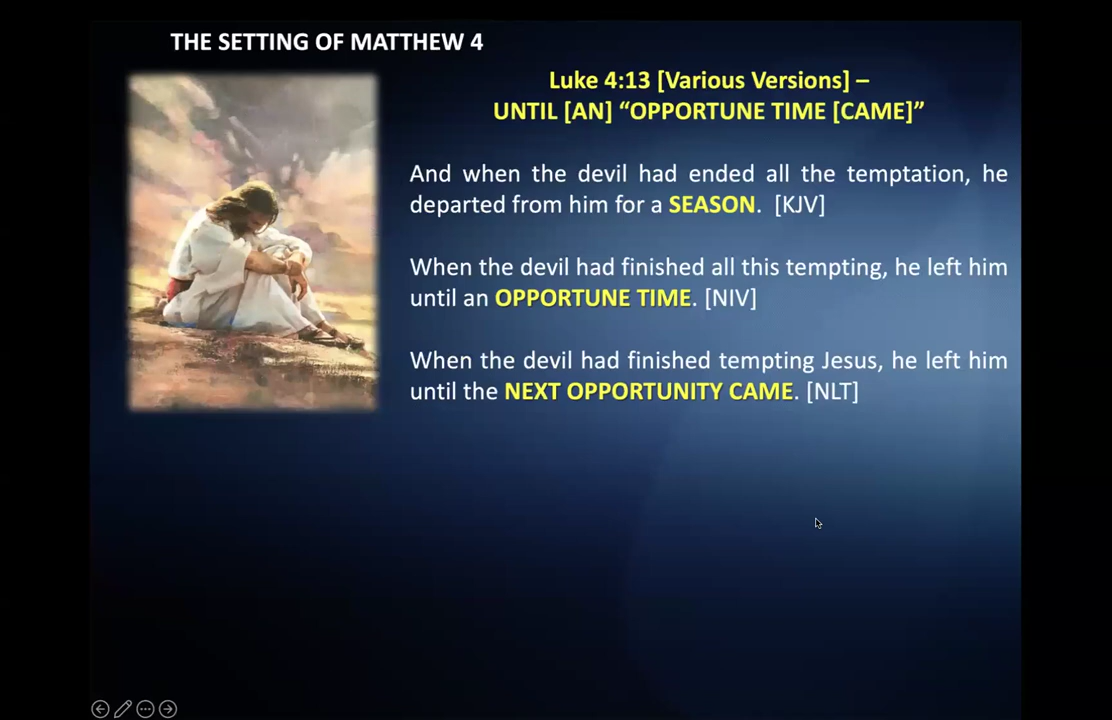 THE SETTING OF MATTHEW 4
Luke 4:13 [Various Versions] –
UNTIL [AN] “OPPORTUNE TIME [CAME]”
And when the devil had ended all the temptation, he
departed from him for a SEASON. [KJV]
When the devil had finished all this tempting, he left him
until an OPPORTUNE TIME. [NIV]
When the devil had finished tempting Jesus, he left him
until the NEXT OPPORTUNITY CAME. [NLT]